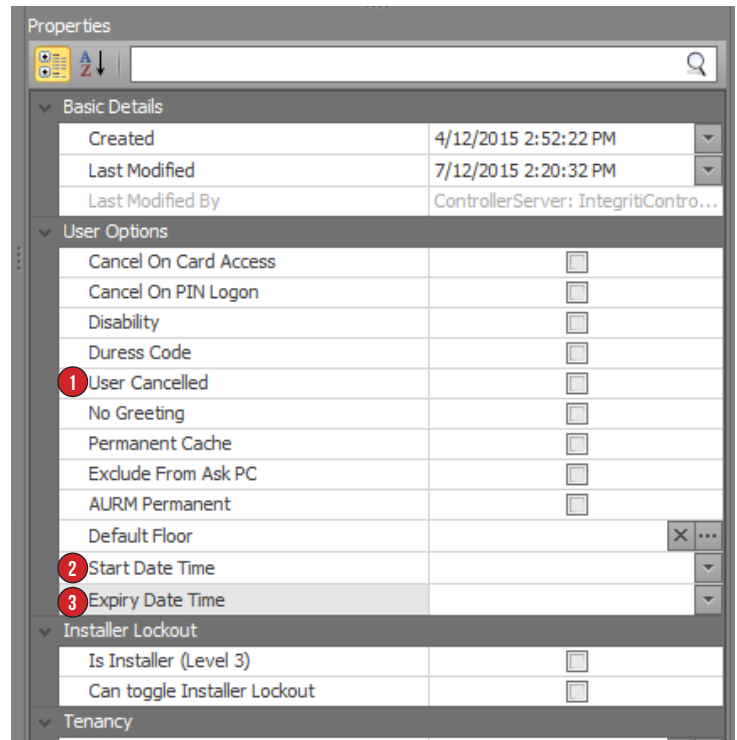 Properties
A Z
Basic Details
Created 4/12/2015 2:52:22 PM
Last Modified 7/12/2015 2:20:32 PM
Last Modified By ControllerServer: IntegritiContro...
User Options
Cancel On Card Access
Cancel On PIN Logon
Disability
Duress Code
1 User Cancelled
No Greeting
Permanent Cache
Exclude From Ask PC
AURM Permanent
Default Floor
2 Start Date Time
3 Expiry Date Time
Installer Lockout
Is Installer (Level 3)
Can toggle Installer Lockout
Tenancy